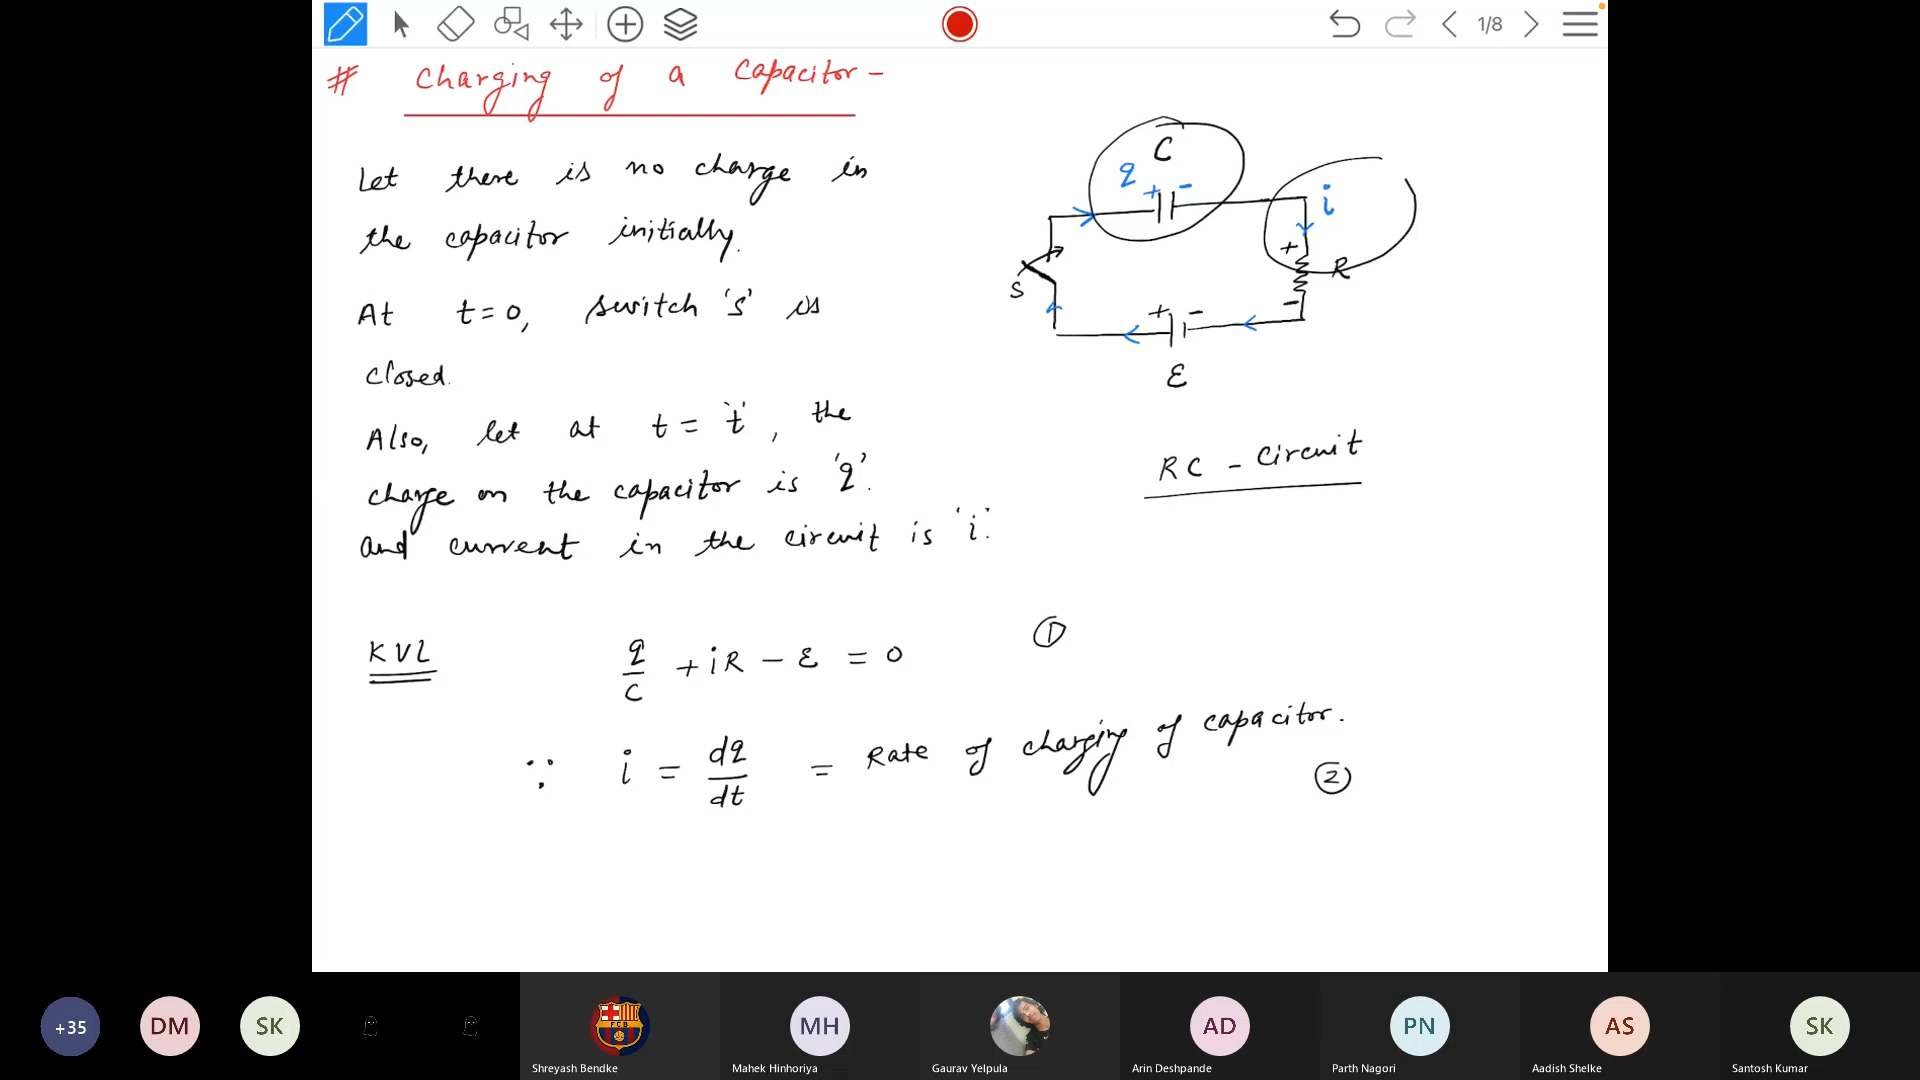 1/8
# Charging of a Capacitor-
Let there is no charge in
the capacitor initially.
At t=0, switch 's' is
closed.
Also, let at t = 't', the
charge on the capacitor is 'q'.
and current in the circuit is 'i'.
C
q
+ -
i
+
R
-
S
+ -
ε
RC - Circuit
KVL q/C + iR - ε = 0 ①
∵ i = dq/dt = Rate of charging of capacitor. ②
+35
DM
SK
FCB
MH
AD
PN
AS
SK
Shreyash Bendke
Mahek Hinhoriya
Gaurav Yelpula
Arin Deshpande
Parth Nagori
Aadish Shelke
Santosh Kumar